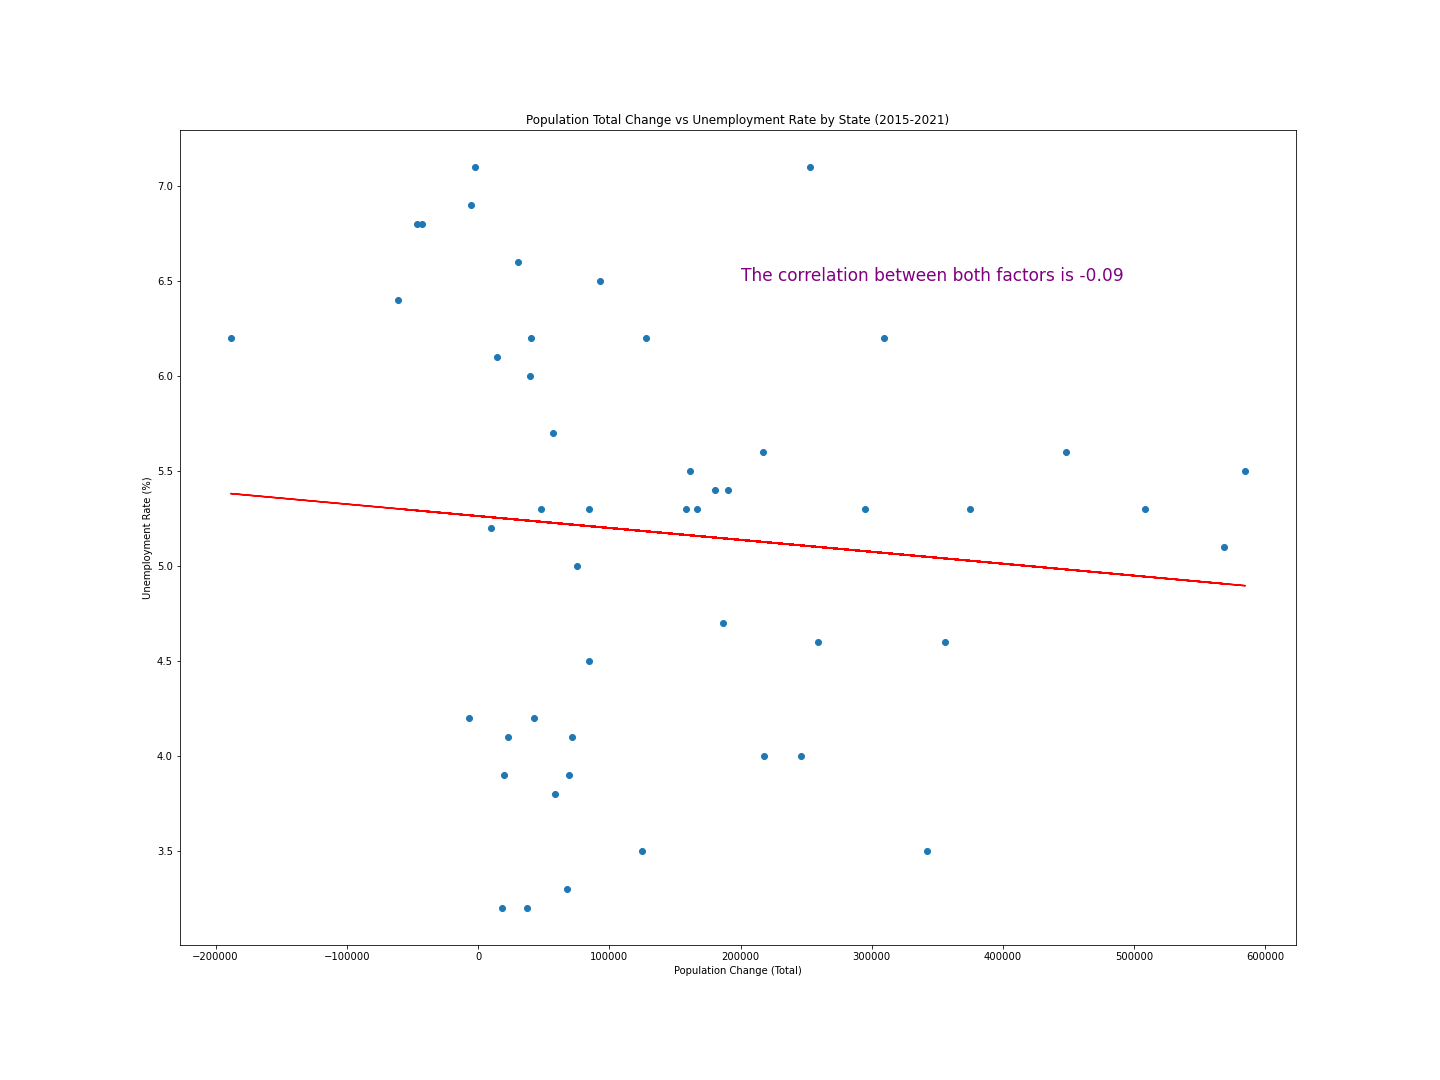 Population Total Change vs Unemployment Rate by State (2015-2021)
7.0
The correlation between both factors is -0.09
6.5
6.0
5.5
Unemployment Rate (%)
5.0
4.5
4.0
3.5
−200000 −100000 0 100000 200000 300000 400000 500000 600000
Population Change (Total)